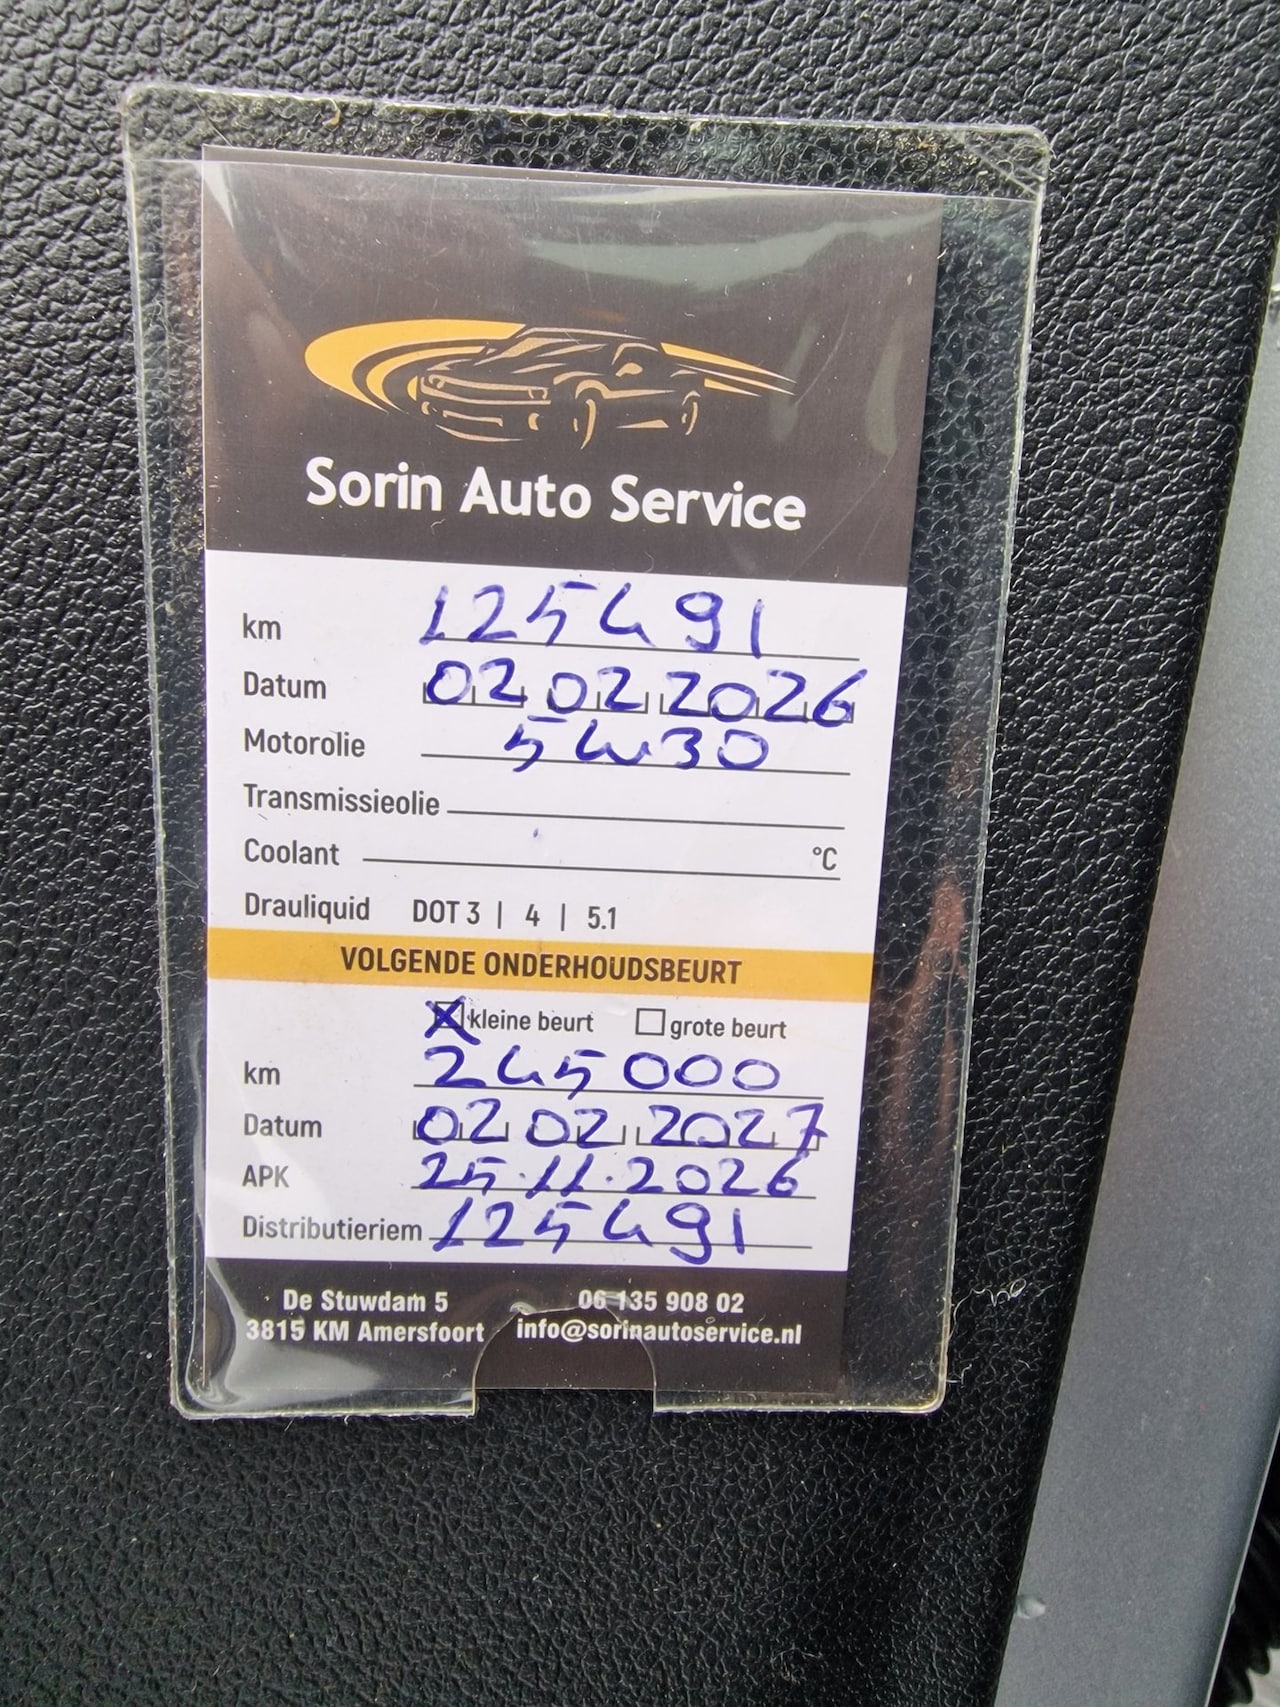 Sorin Auto Service
km 125491
Datum 02 02 2026
Motorolie 5W30
Transmissieolie
Coolant °C
Drauliquid DOT 3 | 4 | 5.1
VOLGENDE ONDERHOUDSBEURT
X kleine beurt grote beurt
km 245000
Datum 02 02 2027
APK 25.11.2026
Distributieriem 125491
De Stuwdam 5 06 135 908 02
3815 KM Amersfoort info@sorinautoservice.nl